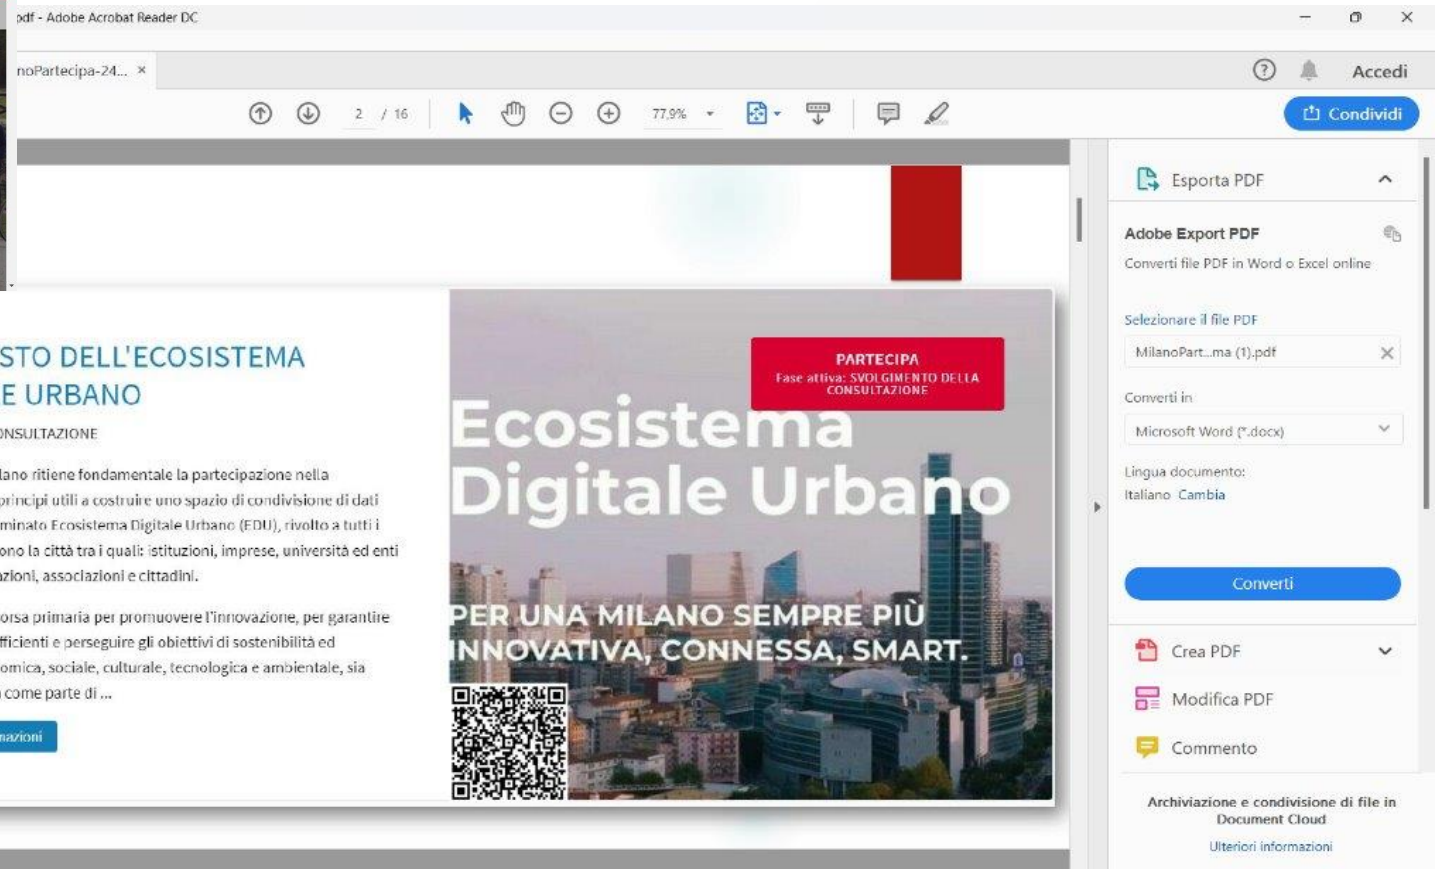 pdf - Adobe Acrobat Reader DC
noPartecipa-24... ×
Accedi
2 / 16
77,9%
Condividi
Esporta PDF
Adobe Export PDF
Converti file PDF in Word o Excel online
Selezionare il file PDF
MilanoPart...ma (1).pdf
Converti in
Microsoft Word (*.docx)
Lingua documento:
Italiano Cambia
Converti
Crea PDF
Modifica PDF
Commento
Archiviazione e condivisione di file in
Document Cloud
Ulteriori informazioni
STO DELL'ECOSISTEMA
E URBANO
ONSULTAZIONE
lano ritiene fondamentale la partecipazione nella
principi utili a costruire uno spazio di condivisione di dati
minato Ecosistema Digitale Urbano (EDU), rivolto a tutti i
ono la città tra i quali: istituzioni, imprese, università ed enti
azioni, associazioni e cittadini.
orsa primaria per promuovere l'innovazione, per garantire
fficienti e perseguire gli obiettivi di sostenibilità ed
omica, sociale, culturale, tecnologica e ambientale, sia
come parte di ...
mazioni
PARTECIPA
Fase attiva: SVOLGIMENTO DELLA
CONSULTAZIONE
Ecosistema
Digitale Urbano
PER UNA MILANO SEMPRE PIÙ
INNOVATIVA, CONNESSA, SMART.